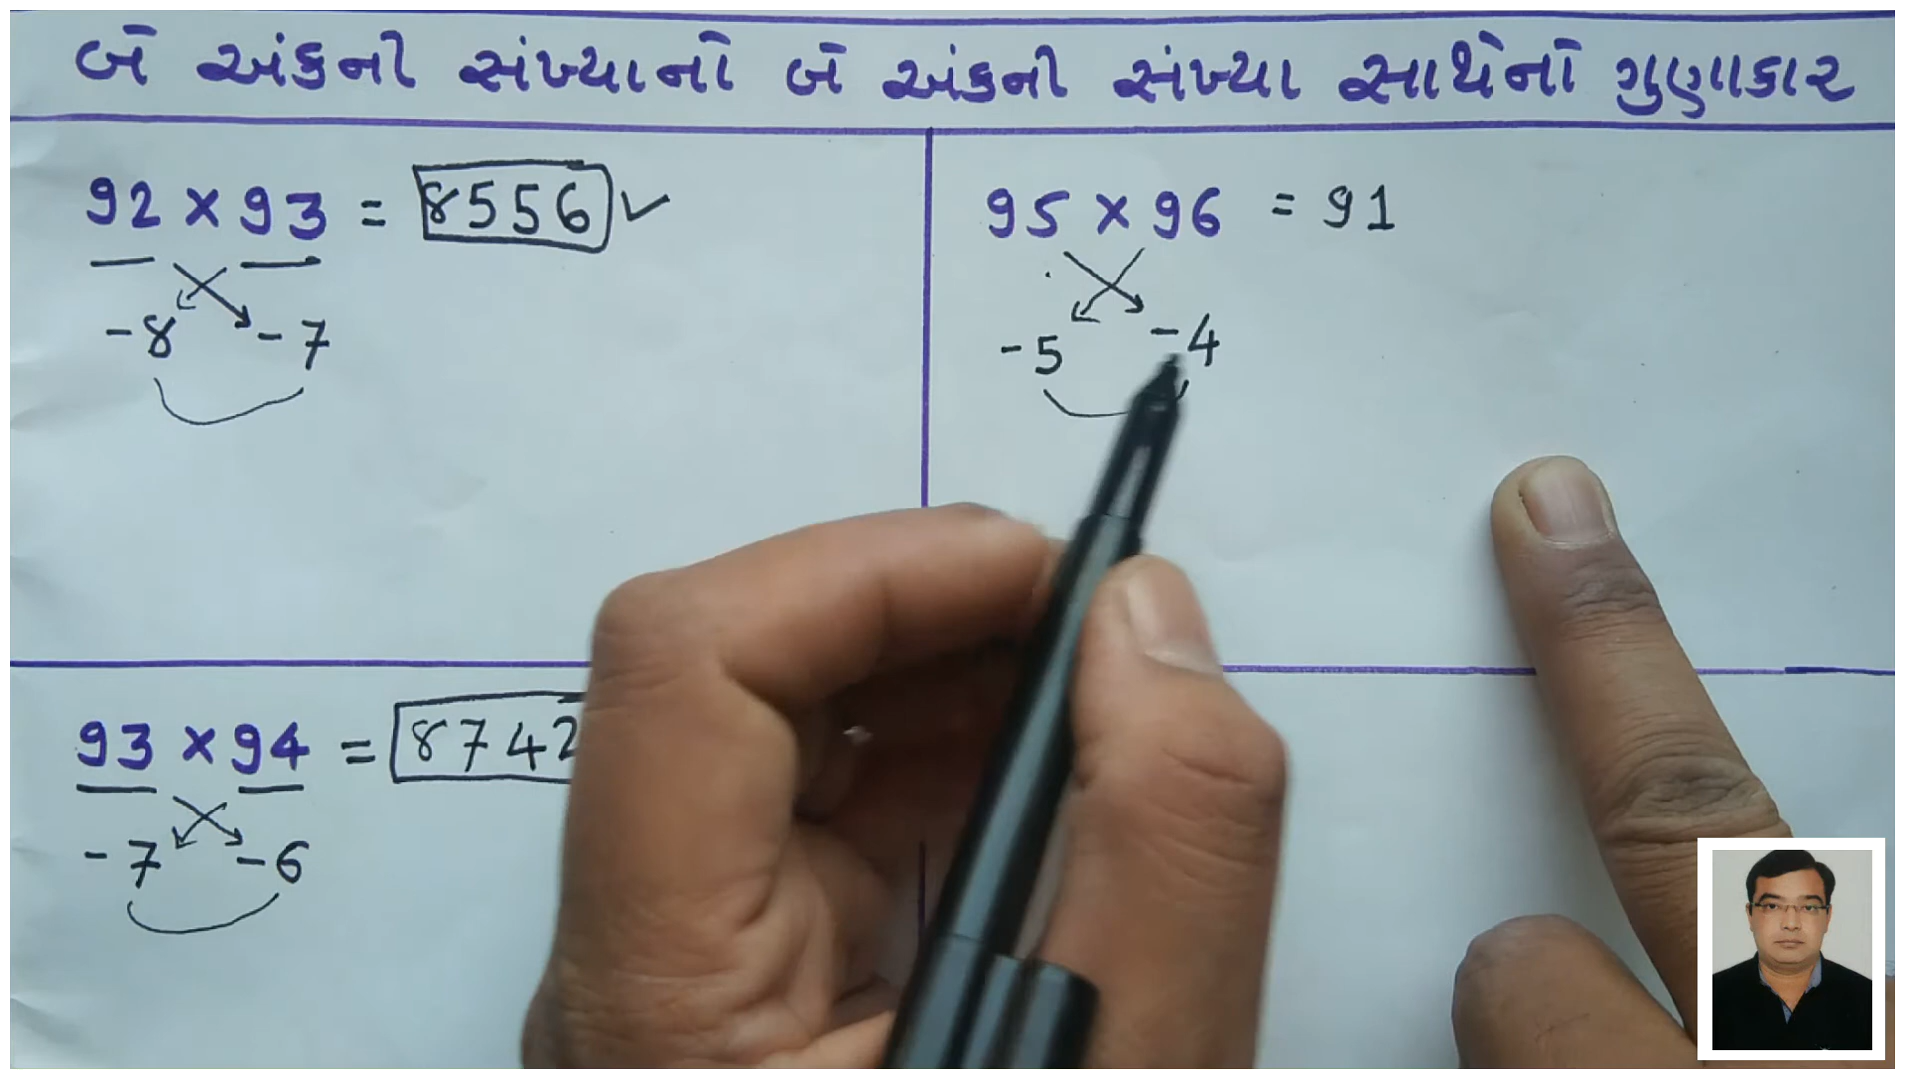 બે અંકની સંખ્યાનો બે અંકની સંખ્યા સાથેનો ગુણાકાર
92 × 93 = 8556 ✓
-8 -7
95 × 96 = 91
-5 -4
93 × 94 = 8742
-7 -6